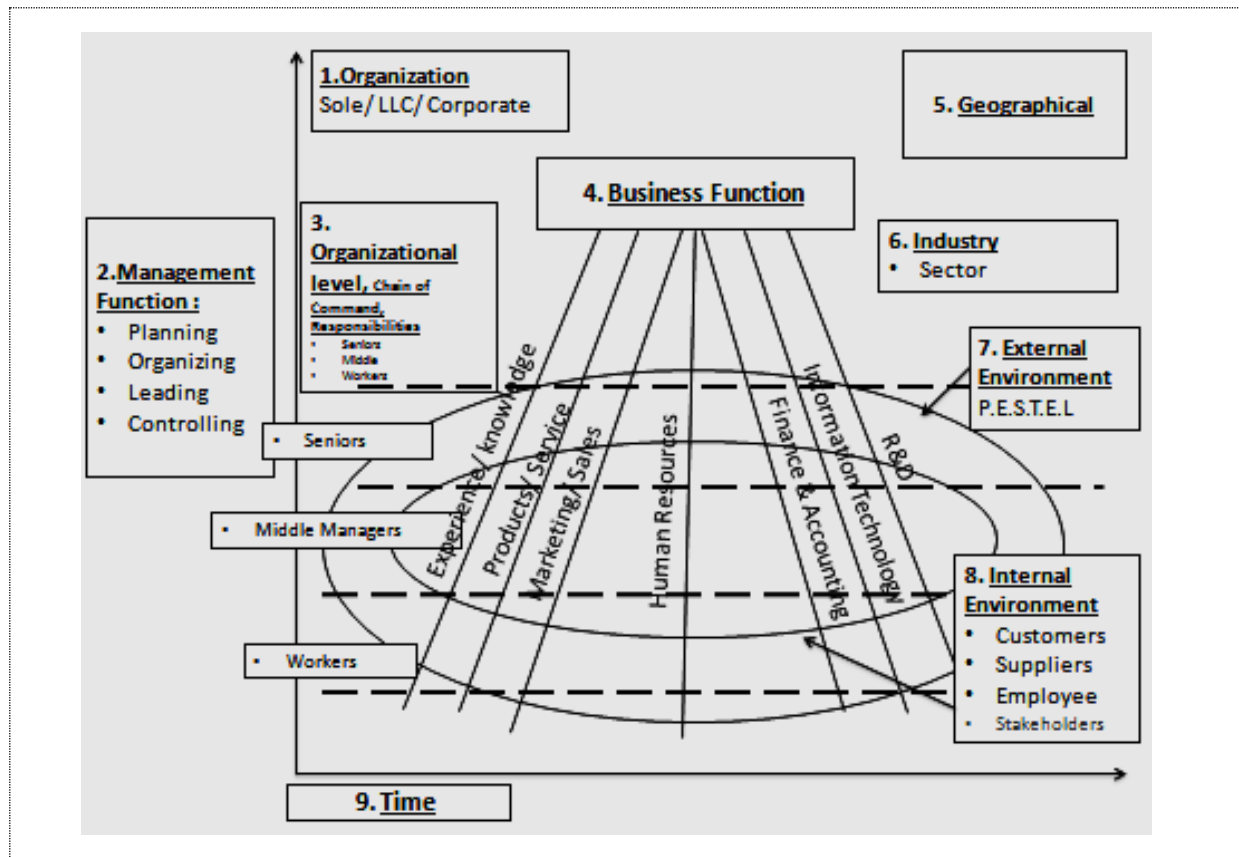 1.Organization
Sole/ LLC/ Corporate
5. Geographical
4. Business Function
3.
Organizational
level, Chain of
Command,
Responsibilities
• Seniors
• Middle
• Workers
2.Management
Function :
• Planning
• Organizing
• Leading
• Controlling
6. Industry
• Sector
7. External
Environment
P.E.S.T.E.L
• Seniors
• Middle Managers
• Workers
Experience/ knowledge
Products/ Service
Marketing/ Sales
Human Resources
Finance & Accounting
Information Technology
R&D
8. Internal
Environment
• Customers
• Suppliers
• Employee
• Stakeholders
9. Time